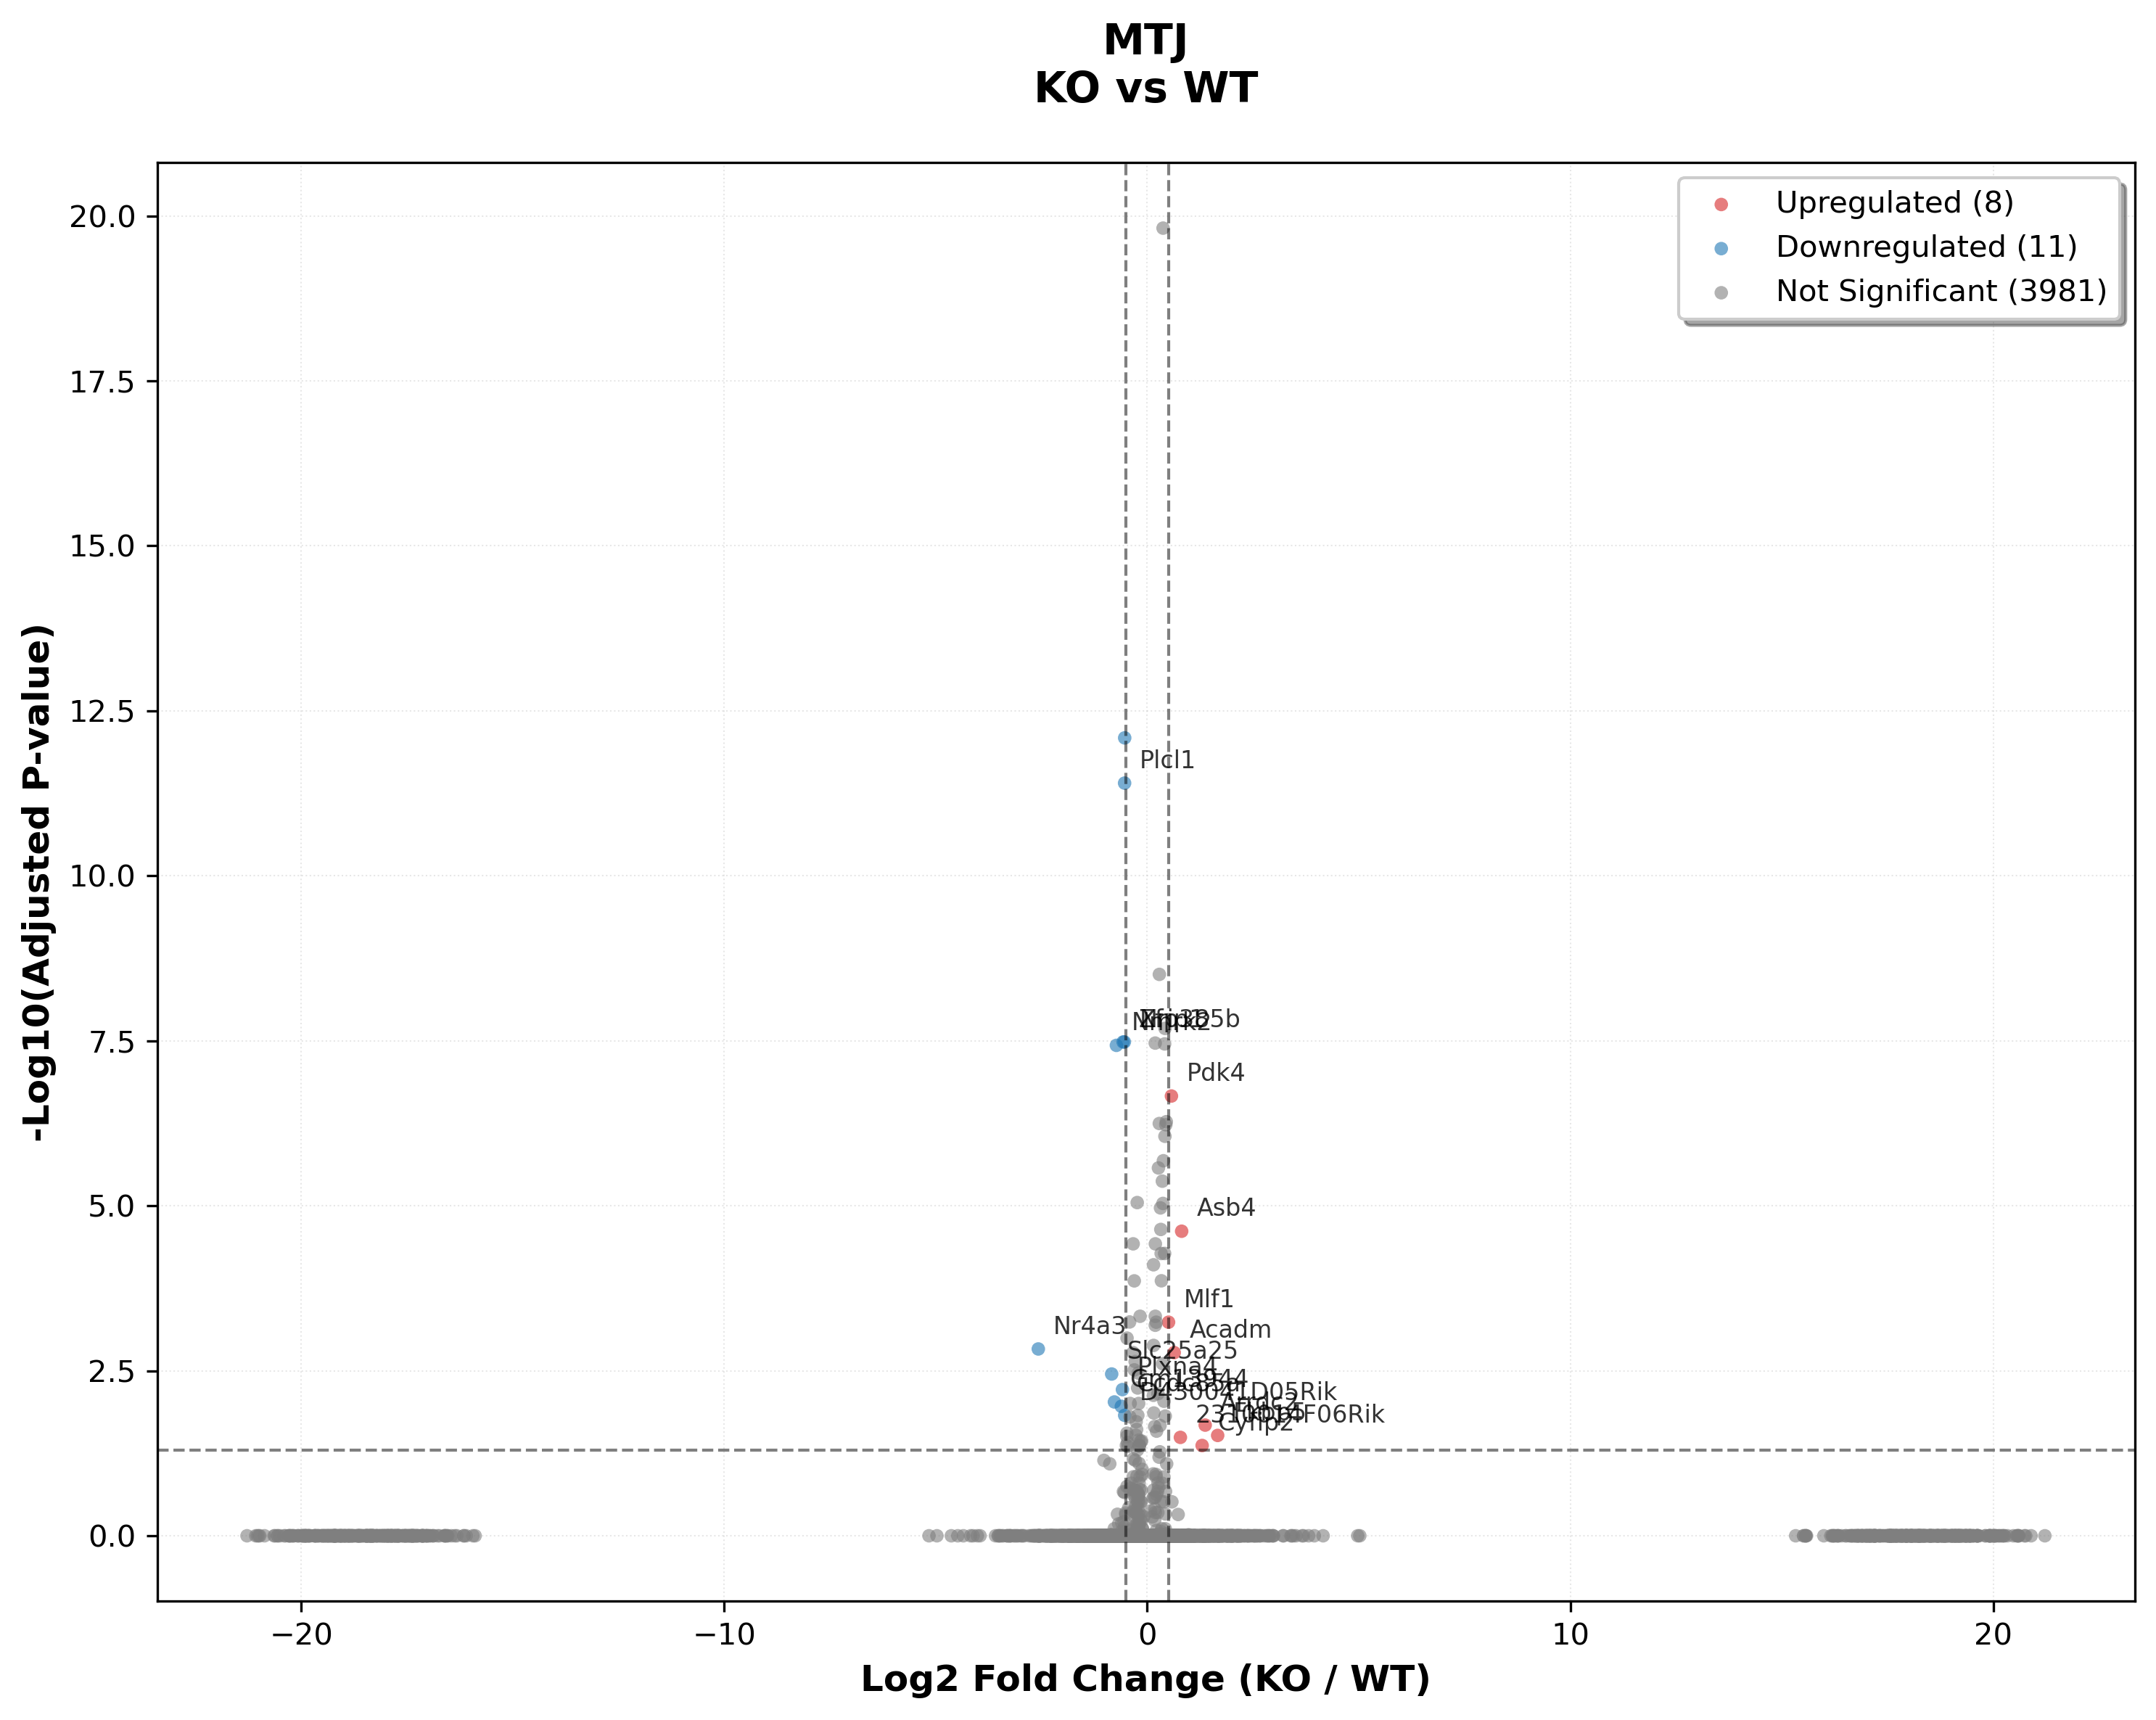 MTJ
KO vs WT
Upregulated (8)
Downregulated (11)
Not Significant (3981)
-Log10(Adjusted P-value)
20.0
17.5
15.0
12.5
10.0
7.5
5.0
2.5
0.0
Plcl1
Pdk4
Asb4
Mlf1
Nr4a3
Acadm
Slc25a25
Plxna4
D430041D05Rik
2310014F06Rik
Cyfip2
−20
−10
0
10
20
Log2 Fold Change (KO / WT)